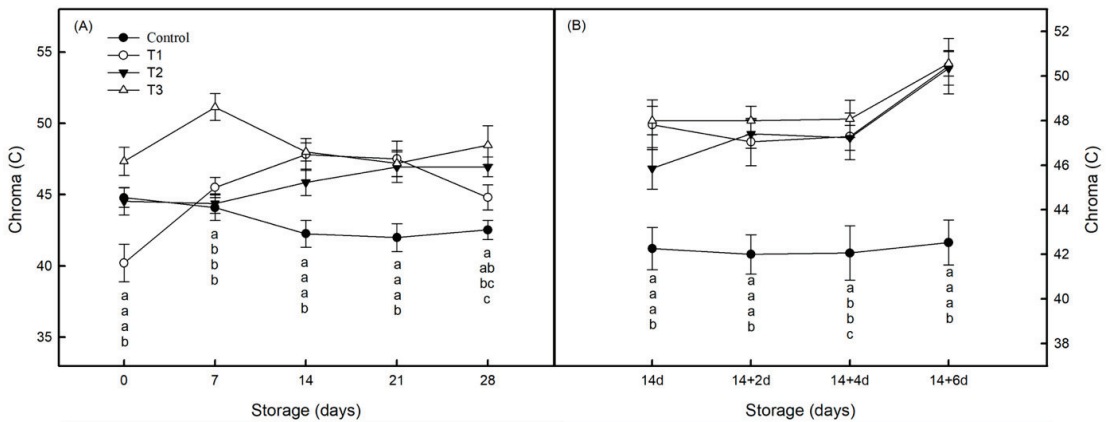 (A)
Control
T1
T2
T3
55
50
45
40
35
Chroma (C)
a
a
a
b
a
b
b
b
a
a
a
b
a
a
a
b
a
ab
bc
c
0
7
14
21
28
Storage (days)
(B)
52
50
48
46
44
42
40
38
Chroma (C)
a
a
a
b
a
a
a
b
a
b
b
c
a
a
a
b
14d
14+2d
14+4d
14+6d
Storage (days)